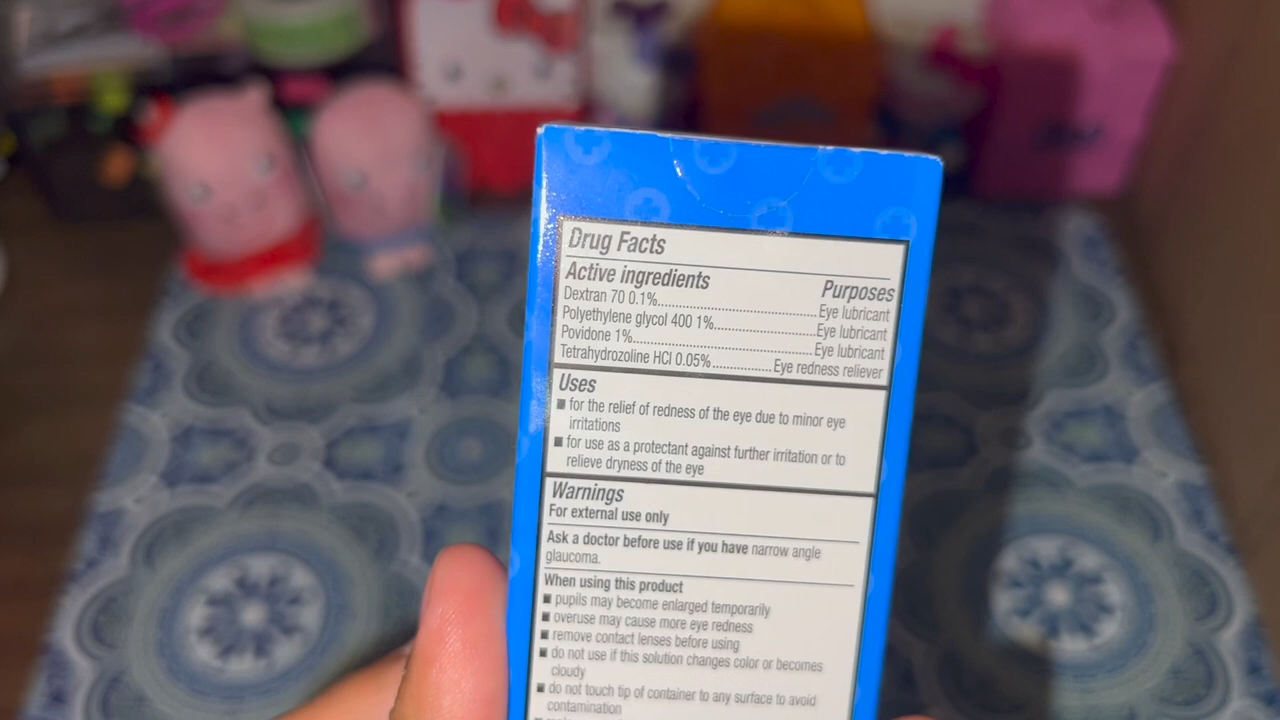 Drug Facts
Active ingredients Purposes
Dextran 70 0.1%..........................................Eye lubricant
Polyethylene glycol 400 1%..........................Eye lubricant
Povidone 1%..............................................Eye lubricant
Tetrahydrozoline HCl 0.05%...............Eye redness reliever
Uses
■ for the relief of redness of the eye due to minor eye
irritations
■ for use as a protectant against further irritation or to
relieve dryness of the eye
Warnings
For external use only
Ask a doctor before use if you have narrow angle
glaucoma.
When using this product
■ pupils may become enlarged temporarily
■ overuse may cause more eye redness
■ remove contact lenses before using
■ do not use if this solution changes color or becomes
cloudy
■ do not touch tip of container to any surface to avoid
contamination